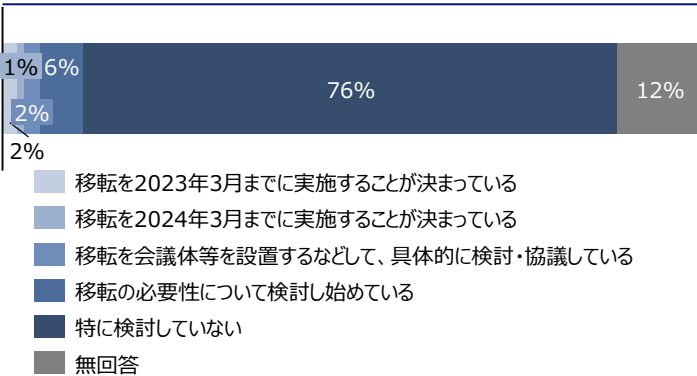 1%
6%
76%
12%
2%
2%
移転を2023年3月までに実施することが決まっている
移転を2024年3月までに実施することが決まっている
移転を会議体等を設置するなどして、具体的に検討・協議している
移転の必要性について検討し始めている
特に検討していない
無回答